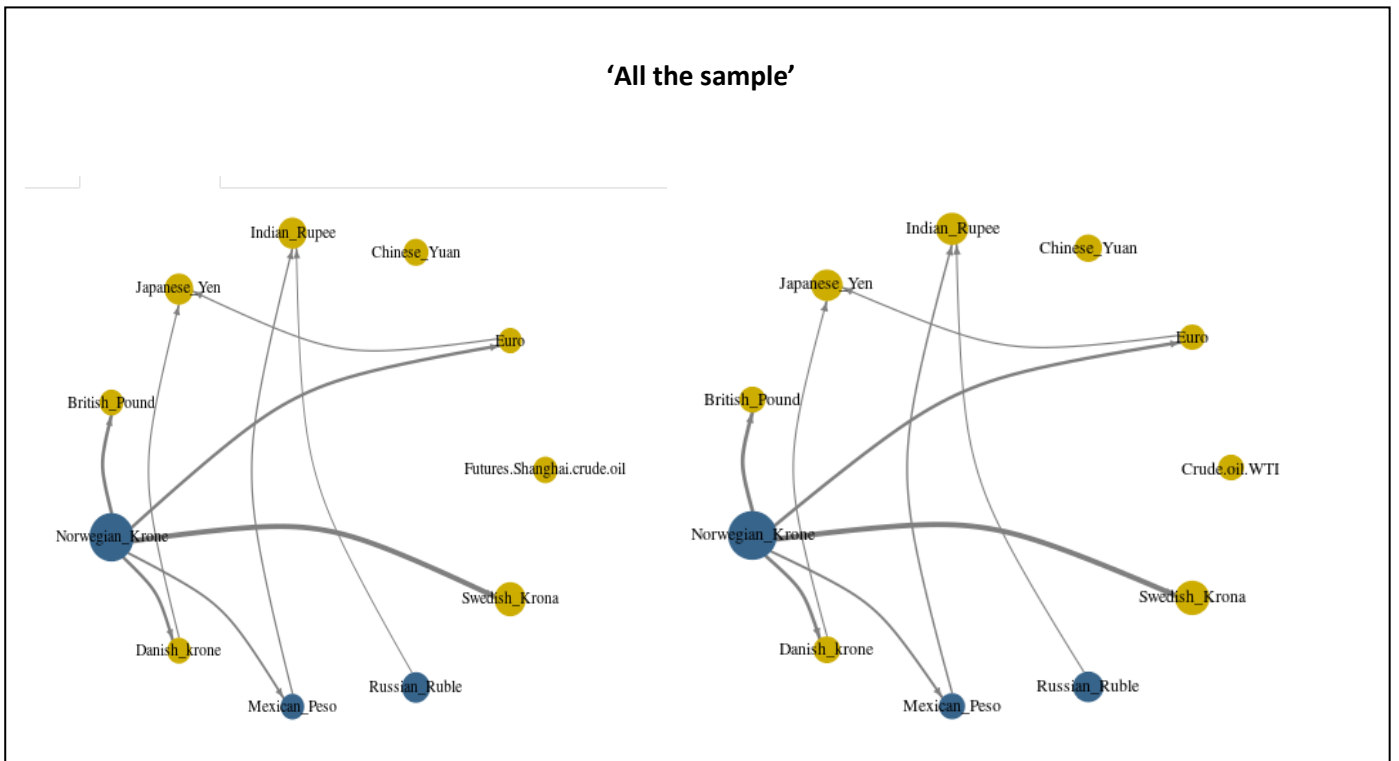 ‘All the sample’
Indian_Rupee
Chinese_Yuan
Japanese_Yen
Euro
British_Pound
Futures.Shanghai.crude.oil
Norwegian_Krone
Swedish_Krona
Danish_krone
Russian_Ruble
Mexican_Peso
Indian_Rupee
Chinese_Yuan
Japanese_Yen
Euro
British_Pound
Crude.oil.WTI
Norwegian_Krone
Swedish_Krona
Danish_krone
Russian_Ruble
Mexican_Peso